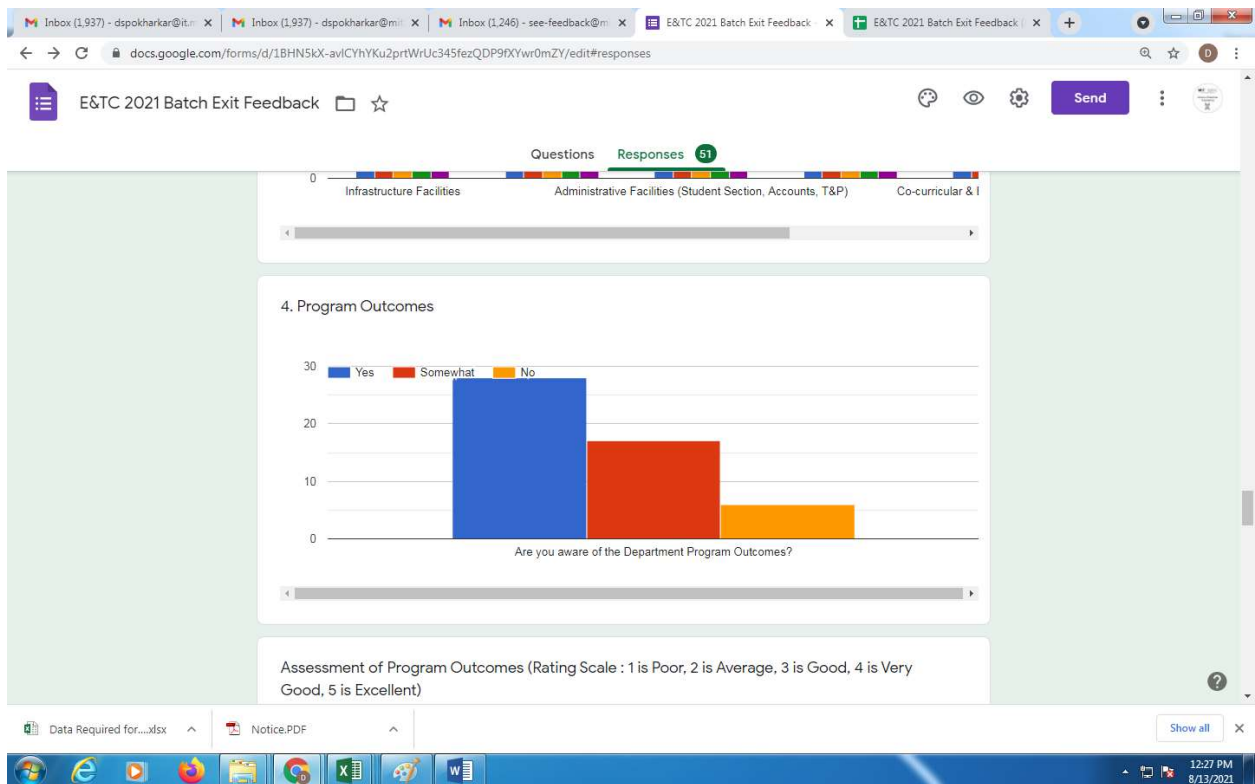 Inbox (1,937) - dspokharkar@it.m
Inbox (1,937) - dspokharkar@mit
Inbox (1,246) - see-feedback@m
E&TC 2021 Batch Exit Feedback -
E&TC 2021 Batch Exit Feedback (
docs.google.com/forms/d/1BHN5kX-avlCYhYKu2prtWrUc345fezQDP9fXYwr0mZY/edit#responses
D
E&TC 2021 Batch Exit Feedback
Send
Questions Responses 51
0
Infrastructure Facilities Administrative Facilities (Student Section, Accounts, T&P) Co-curricular &
4. Program Outcomes
30
Yes Somewhat No
20
10
0
Are you aware of the Department Program Outcomes?
Assessment of Program Outcomes (Rating Scale : 1 is Poor, 2 is Average, 3 is Good, 4 is Very
Good, 5 is Excellent)
Data Required for....xlsx
Notice.PDF
Show all
12:27 PM
8/13/2021